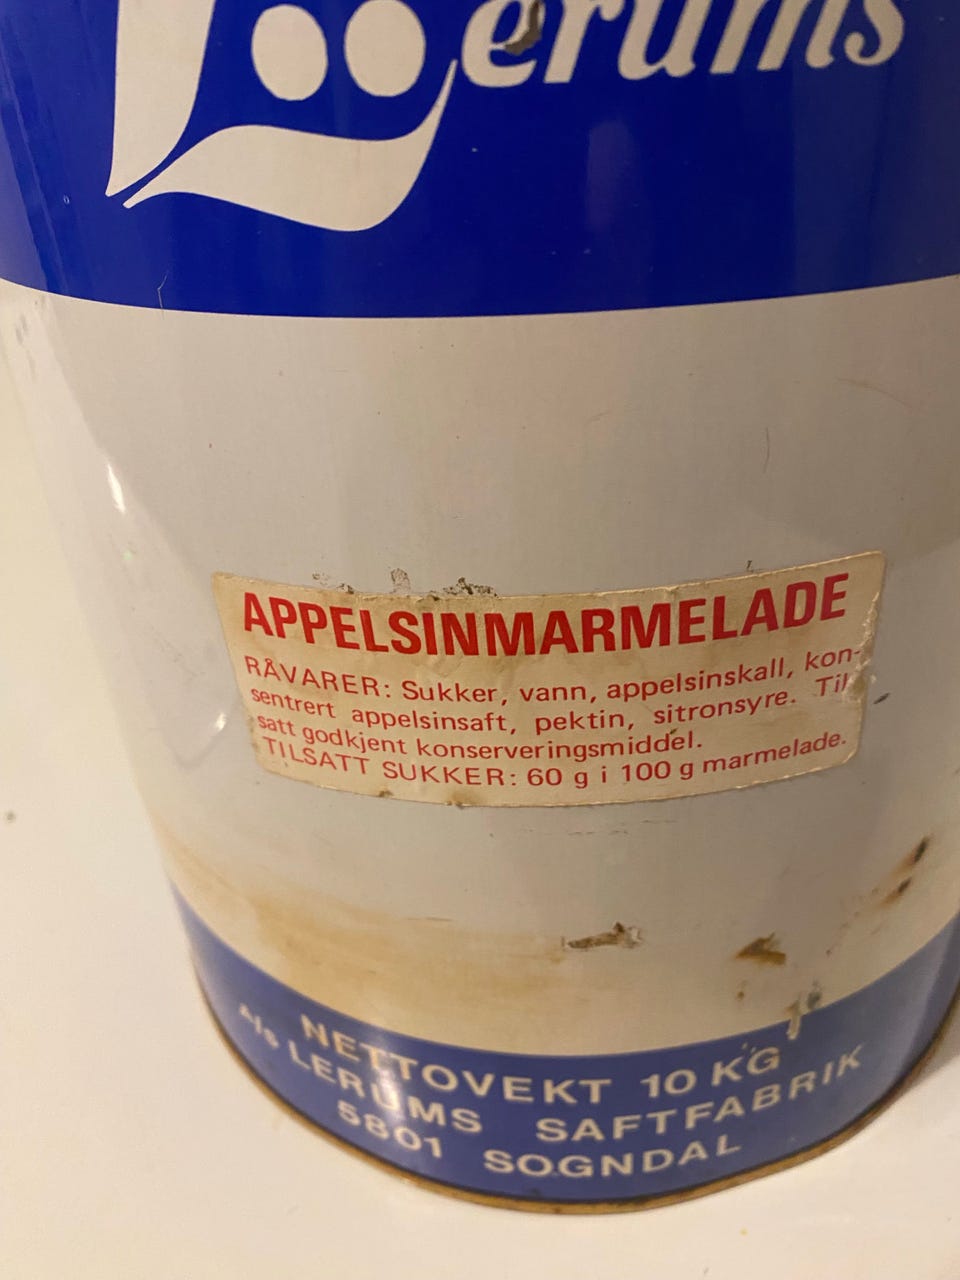 Lerums
APPELSINMARMELADE
RÅVARER: Sukker, vann, appelsinskall, kon-
sentrert appelsinsaft, pektin, sitronsyre. Til-
satt godkjent konserveringsmiddel.
TILSATT SUKKER: 60 g i 100 g marmelade.
NETTOVEKT 10 KG
A/S LERUMS SAFTFABRIK
5801 SOGNDAL